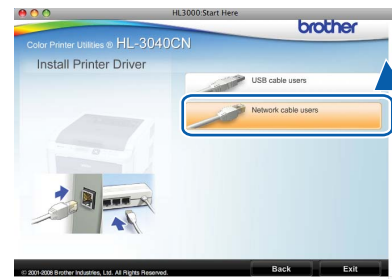 HL3000:Start Here
brother
Color Printer Utilities ® HL-3040CN
Install Printer Driver
USB cable users
Network cable users
© 2001-2008 Brother Industries, Ltd. All Rights Reserved.
Back
Exit